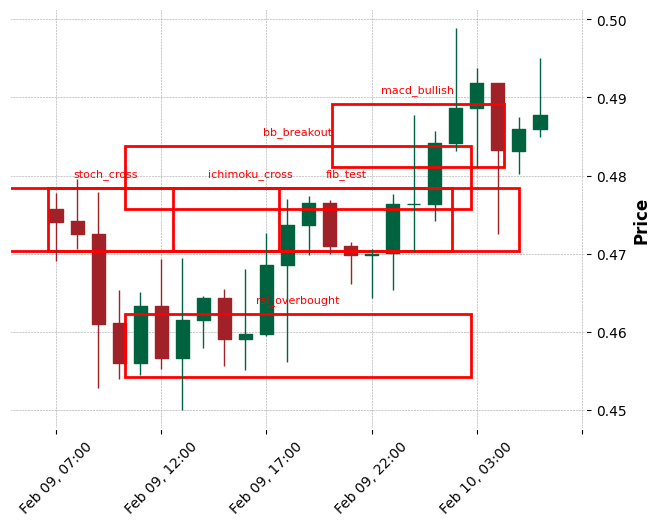 0.50
macd_bullish
0.49
bb_breakout
stoch_cross
ichimoku_cross
fib_test
0.48
0.47
rsi_overbought
0.46
0.45
Price
Feb 09, 07:00
Feb 09, 12:00
Feb 09, 17:00
Feb 09, 22:00
Feb 10, 03:00